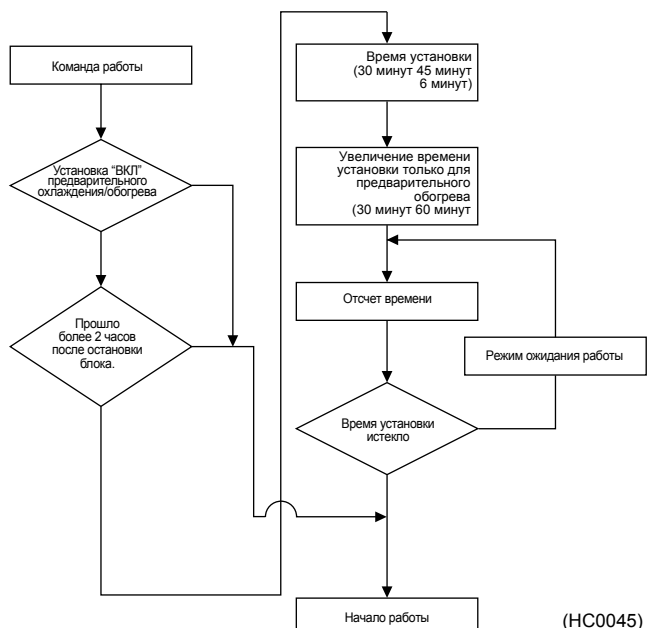 Команда работы
Установка “ВКЛ”
предварительного
охлаждения/обогрева
Прошло
более 2 часов
после остановки
блока.
Время установки
(30 минут 45 минут
6 минут)
Увеличение времени
установки только для
предварительного
обогрева
(30 минут 60 минут
Отсчет времени
Режим ожидания работы
Время установки
истекло
Начало работы
(HC0045)